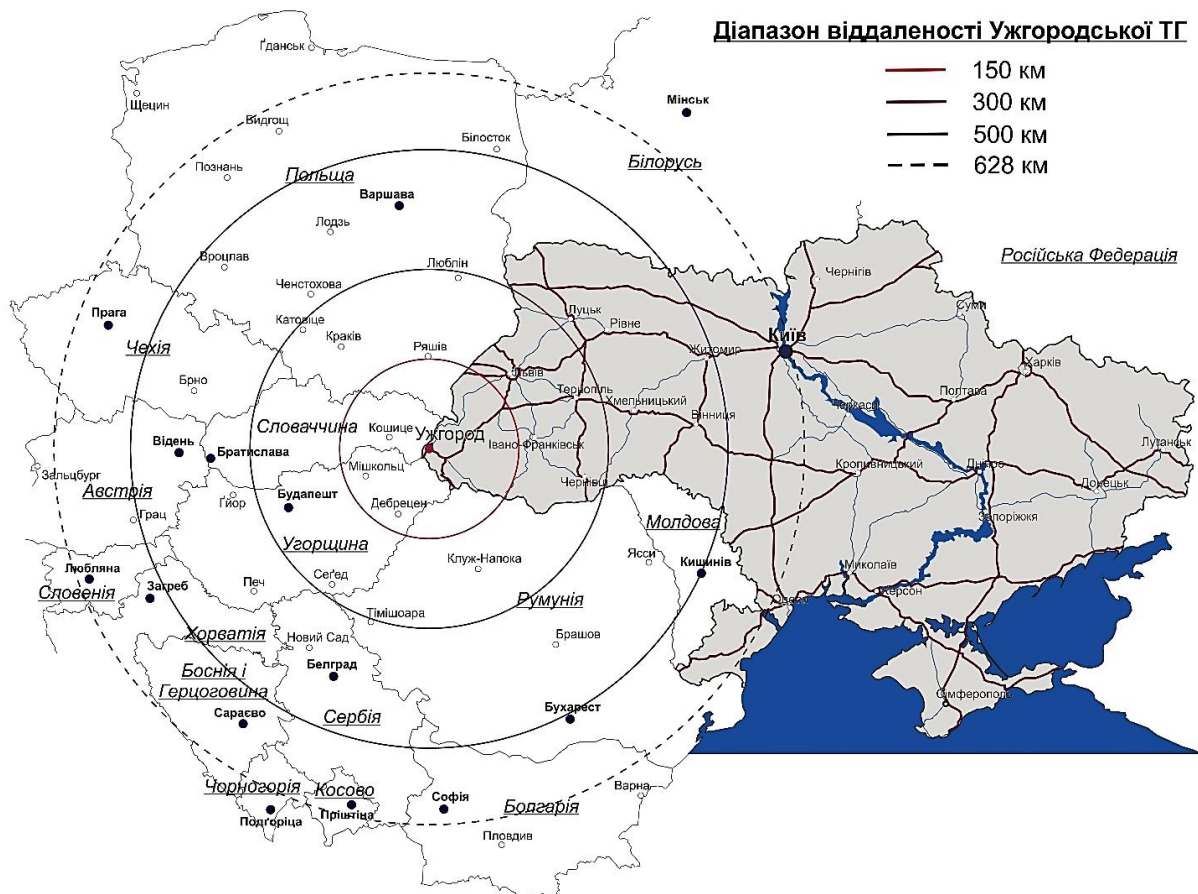 Діапазон віддаленості Ужгородської ТГ
150 км
300 км
500 км
628 км
Ґданськ
Щецин
Мінськ
Видгощ
Білосток
Білорусь
Познань
Польща
Варшава
Лодзь
Російська Федерація
Вроцлав
Люблін
Чернігів
Ченстохова
Суми
Луцьк
Прага
Катовіце
Рівне
Київ
Чехія
Краків
Ряшів
Житомир
Харків
Львів
Брно
Тернопіль
Полтава
Хмельницький
Черкаси
Словаччина
Вінниця
Кошице
Ужгород
Відень
Івано-Франківськ
Луганськ
Братислава
Зальцбург
Мішкольц
Кропивницький
Дніпро
Австрія
Чернівці
Донецьк
Будапешт
Дебрецен
Ґйор
Грац
Запоріжжя
Молдова
Угорщина
Клуж-Напока
Ясси
Кишинів
Любляна
Миколаїв
Словенія
Загреб
Печ
Сегед
Румунія
Одеса
Херсон
Тімішоара
Хорватія
Новий Сад
Брашов
Боснія і
Герцоговина
Белград
Сімферополь
Сараєво
Сербія
Бухарест
Чорногорія
Косово
Варна
Подгоріца
Пріштіна
Софія
Болгарія
Пловдив